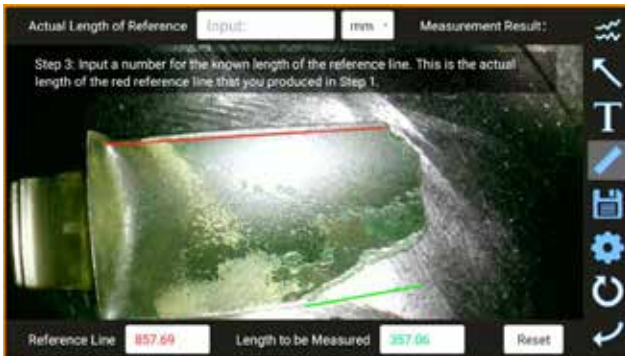 Actual Length of Reference Input: mm Measurement Result:
Step 3: Input a number for the known length of the reference line. This is the actual
length of the red reference line that you produced in Step 1.
T
Reference Line 857.69 Length to be Measured 357.06 Reset